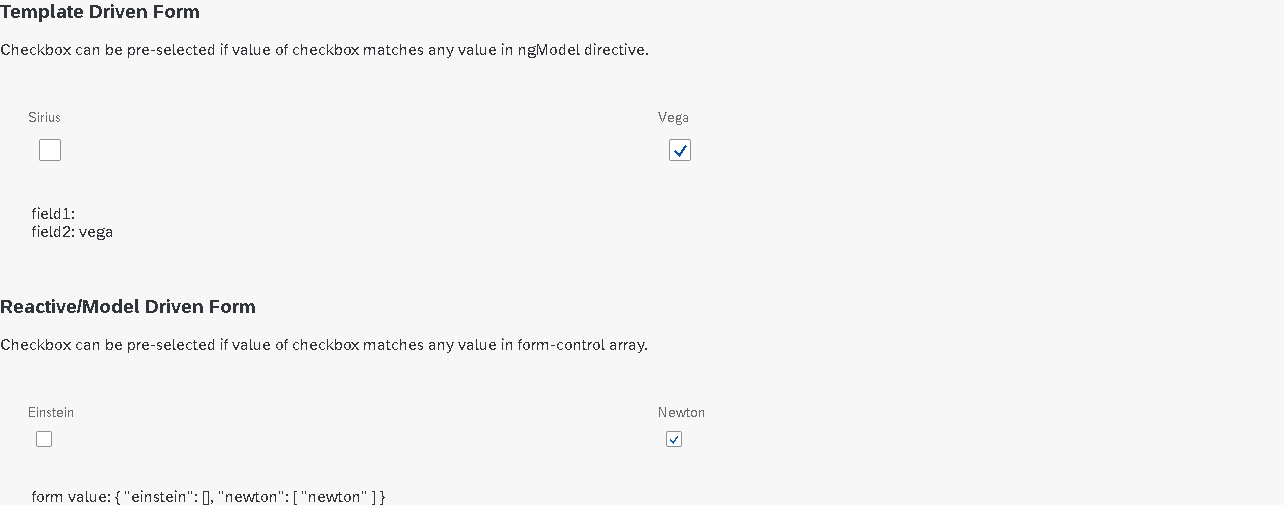 Template Driven Form
Checkbox can be pre-selected if value of checkbox matches any value in ngModel directive.
Sirius
Vega
field1:
field2: vega
Reactive/Model Driven Form
Checkbox can be pre-selected if value of checkbox matches any value in form-control array.
Einstein
Newton
form value: { "einstein": [], "newton": [ "newton" ] }